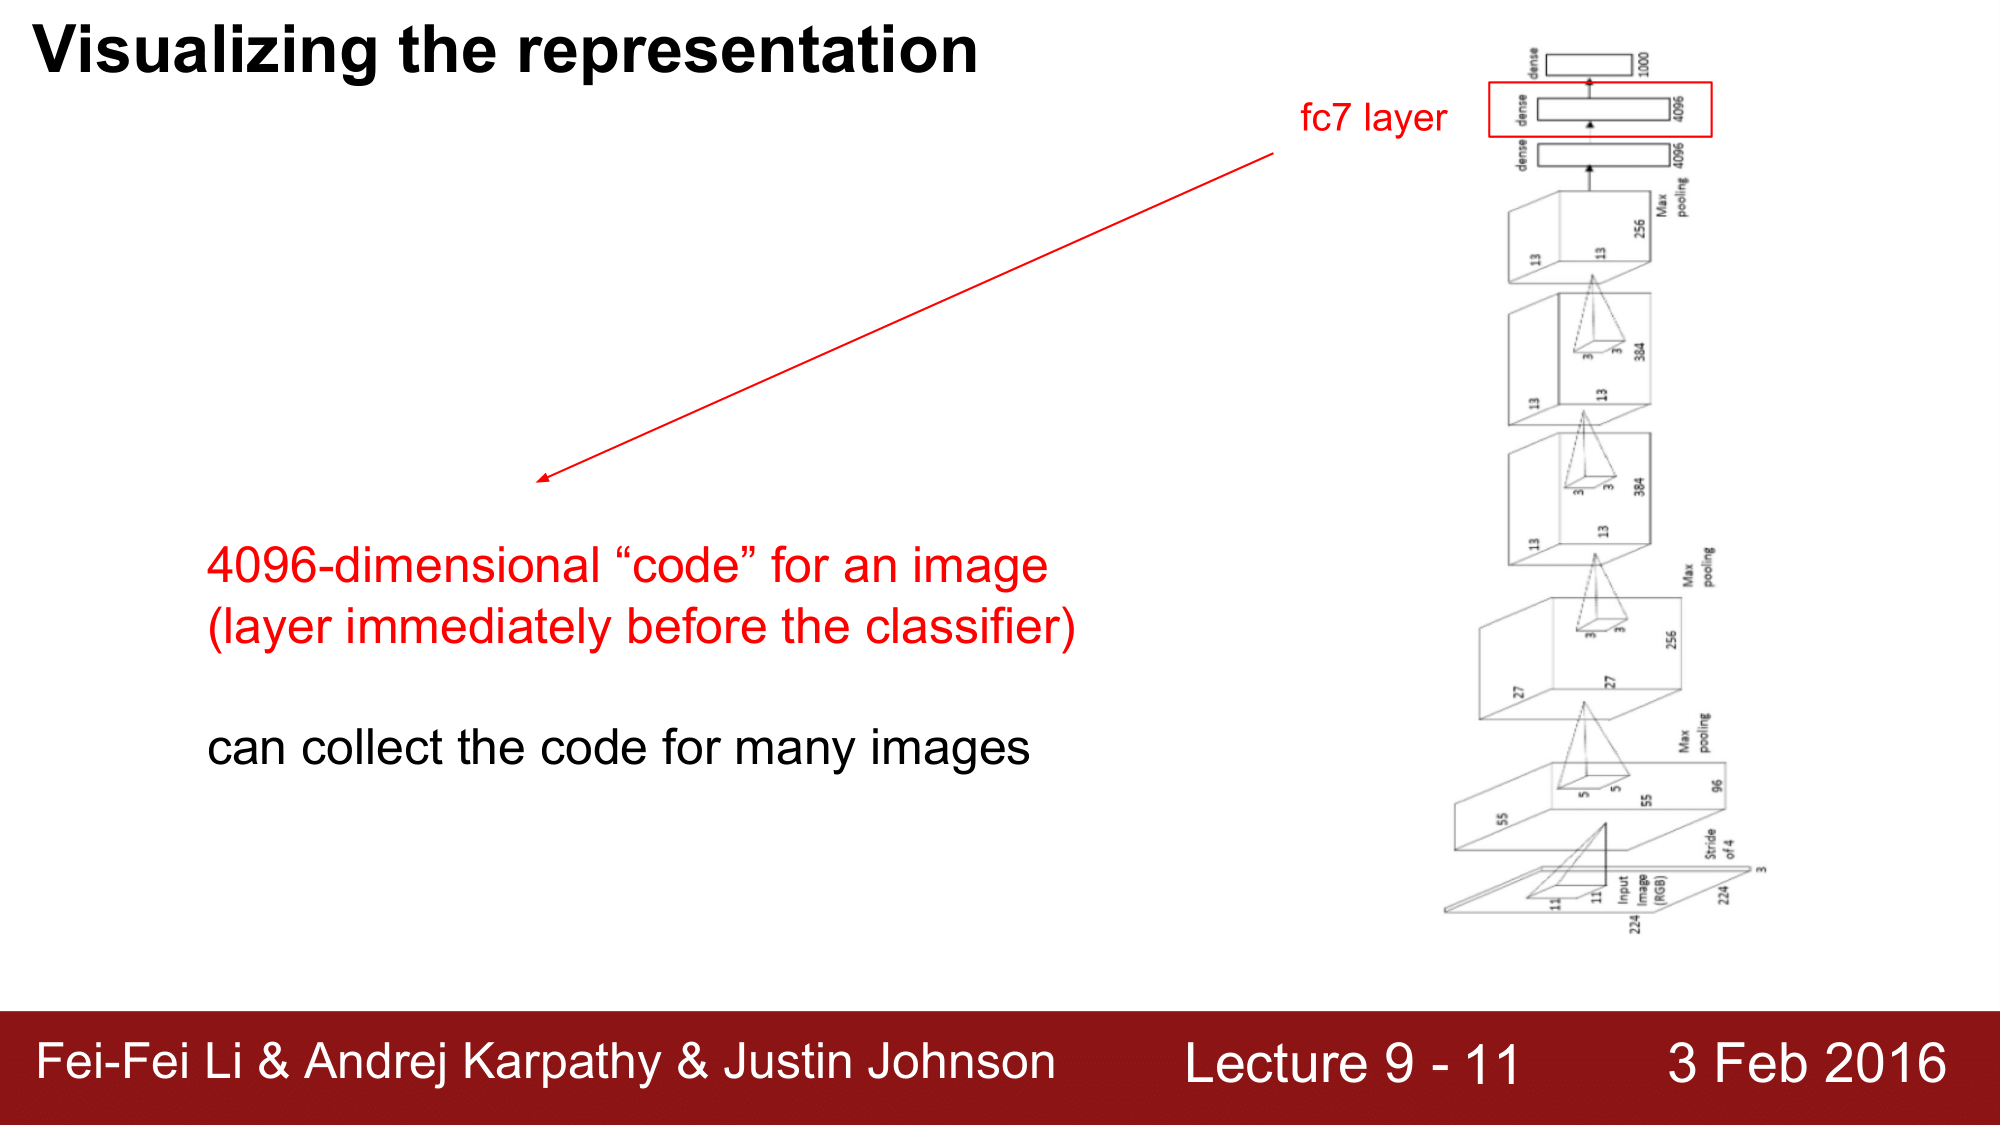 Visualizing the representation
fc7 layer
4096-dimensional “code” for an image
(layer immediately before the classifier)
can collect the code for many images
dense
1000
dense
4096
dense
4096
Max
pooling
256
13
13
3
3
384
13
13
3
3
384
13
13
Max
pooling
3
3
256
27
27
Max
pooling
5
5
96
55
55
Stride
of 4
3
11
11
Input
Image
(RGB)
224
224
Fei-Fei Li & Andrej Karpathy & Justin Johnson
Lecture 9 - 11
3 Feb 2016